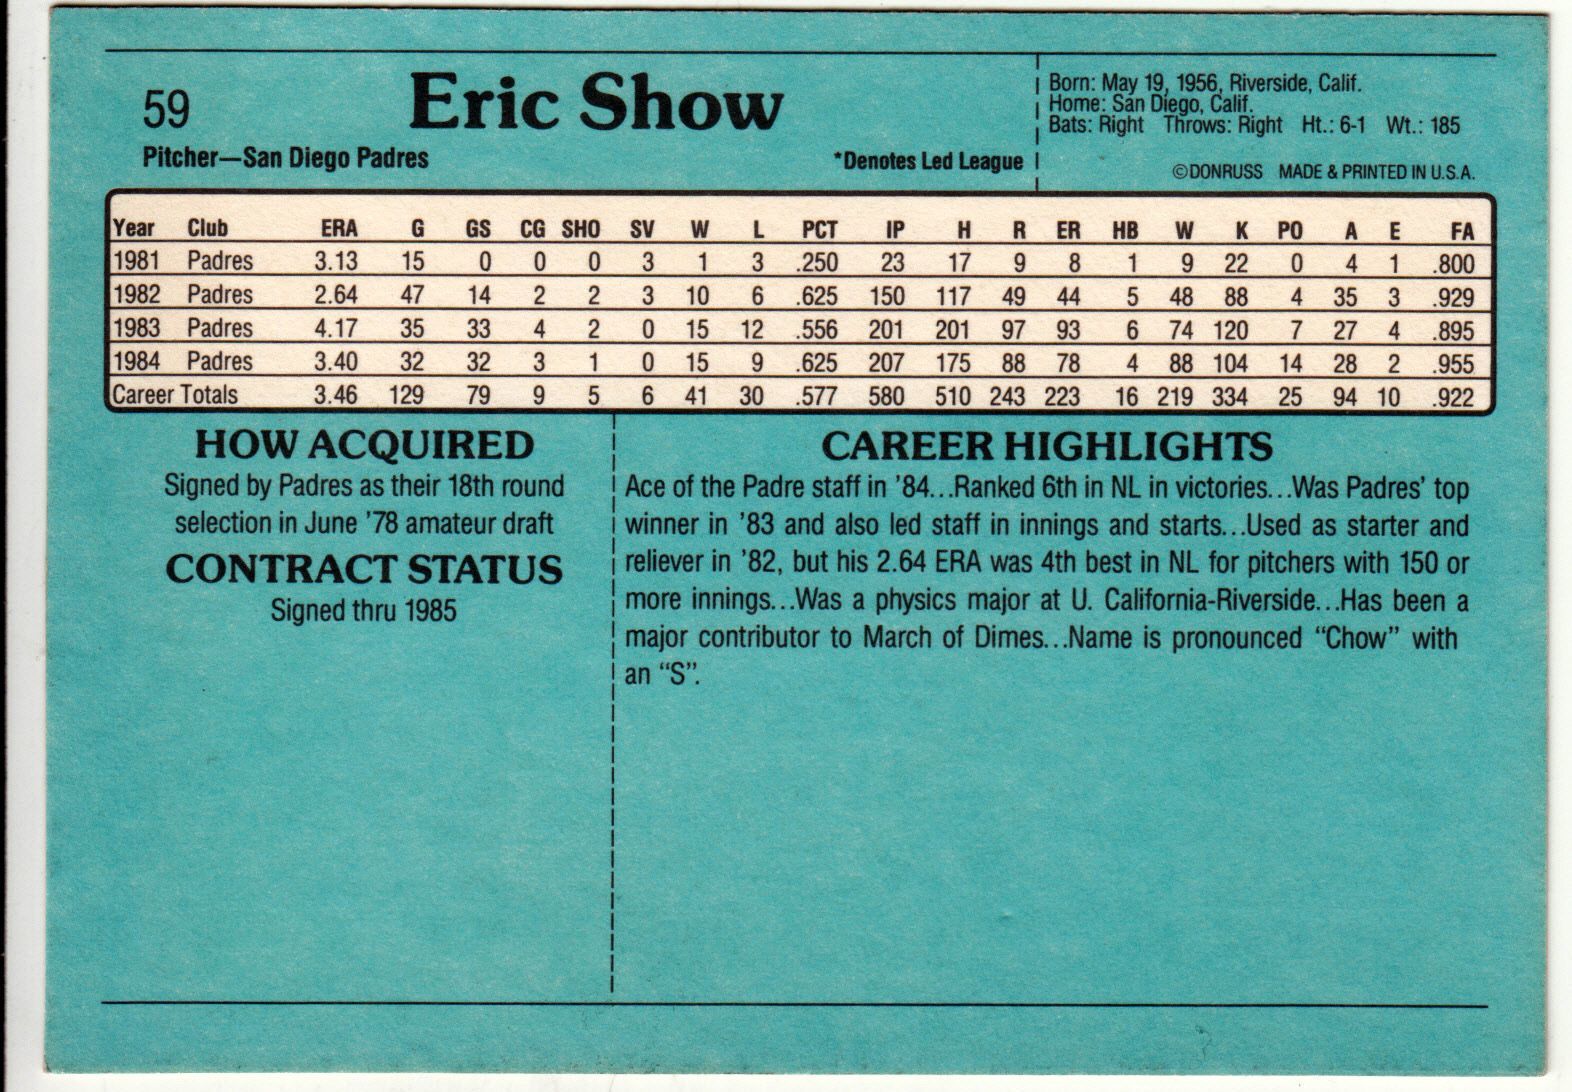 59
Eric Show
Pitcher—San Diego Padres
*Denotes Led League
Born: May 19, 1956, Riverside, Calif.
Home: San Diego, Calif.
Bats: Right Throws: Right Ht.: 6-1 Wt.: 185
©DONRUSS MADE & PRINTED IN U.S.A.
Year Club ERA G GS CG SHO SV W L PCT IP H R ER HB W K PO A E FA
1981 Padres 3.13 15 0 0 0 3 1 3 .250 23 17 9 8 1 9 22 0 4 1 .800
1982 Padres 2.64 47 14 2 2 3 10 6 .625 150 117 49 44 5 48 88 4 35 3 .929
1983 Padres 4.17 35 33 4 2 0 15 12 .556 201 201 97 93 6 74 120 7 27 4 .895
1984 Padres 3.40 32 32 3 1 0 15 9 .625 207 175 88 78 4 88 104 14 28 2 .955
Career Totals 3.46 129 79 9 5 6 41 30 .577 580 510 243 223 16 219 334 25 94 10 .922
HOW ACQUIRED
Signed by Padres as their 18th round
selection in June '78 amateur draft
CONTRACT STATUS
Signed thru 1985
CAREER HIGHLIGHTS
Ace of the Padre staff in '84...Ranked 6th in NL in victories...Was Padres' top
winner in '83 and also led staff in innings and starts...Used as starter and
reliever in '82, but his 2.64 ERA was 4th best in NL for pitchers with 150 or
more innings...Was a physics major at U. California-Riverside...Has been a
major contributor to March of Dimes...Name is pronounced “Chow” with
an “S”.